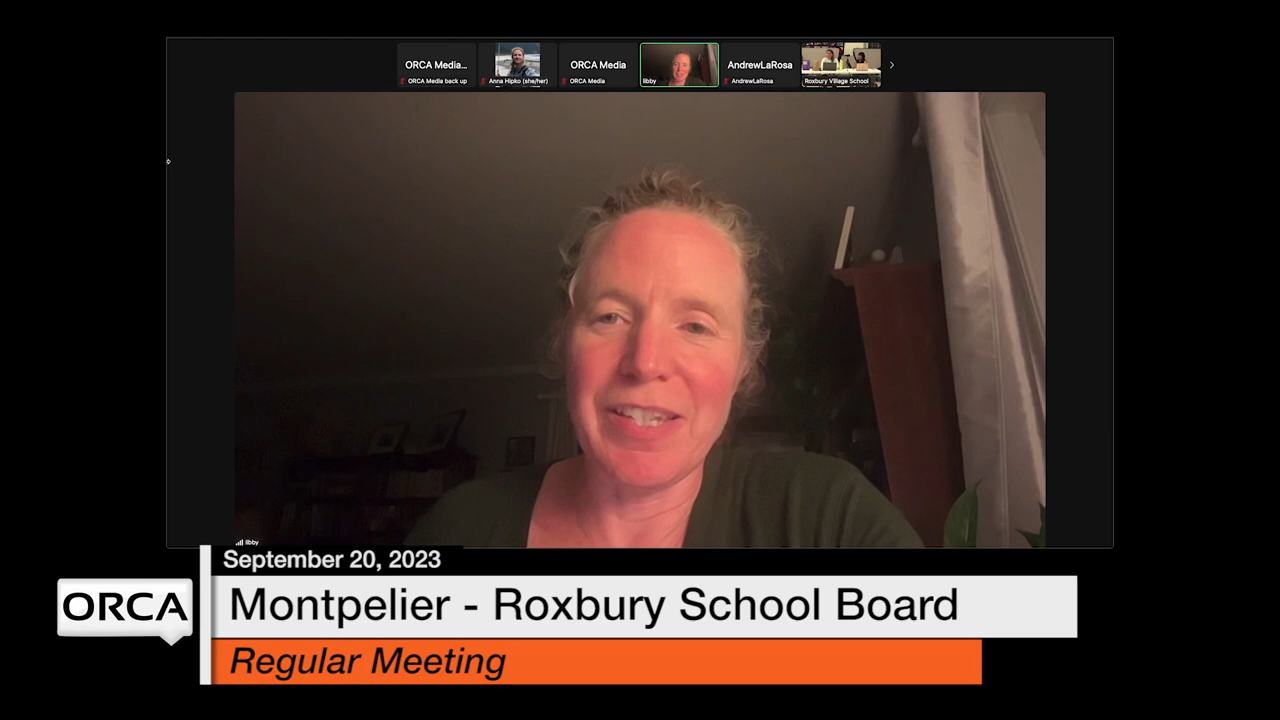 ORCA Media...
ORCA Media back up
Anna Hipko (she/her)
ORCA Media
ORCA Media
libby
AndrewLaRosa
AndrewLaRosa
Roxbury Village School
libby
September 20, 2023
ORCA
Montpelier - Roxbury School Board
Regular Meeting